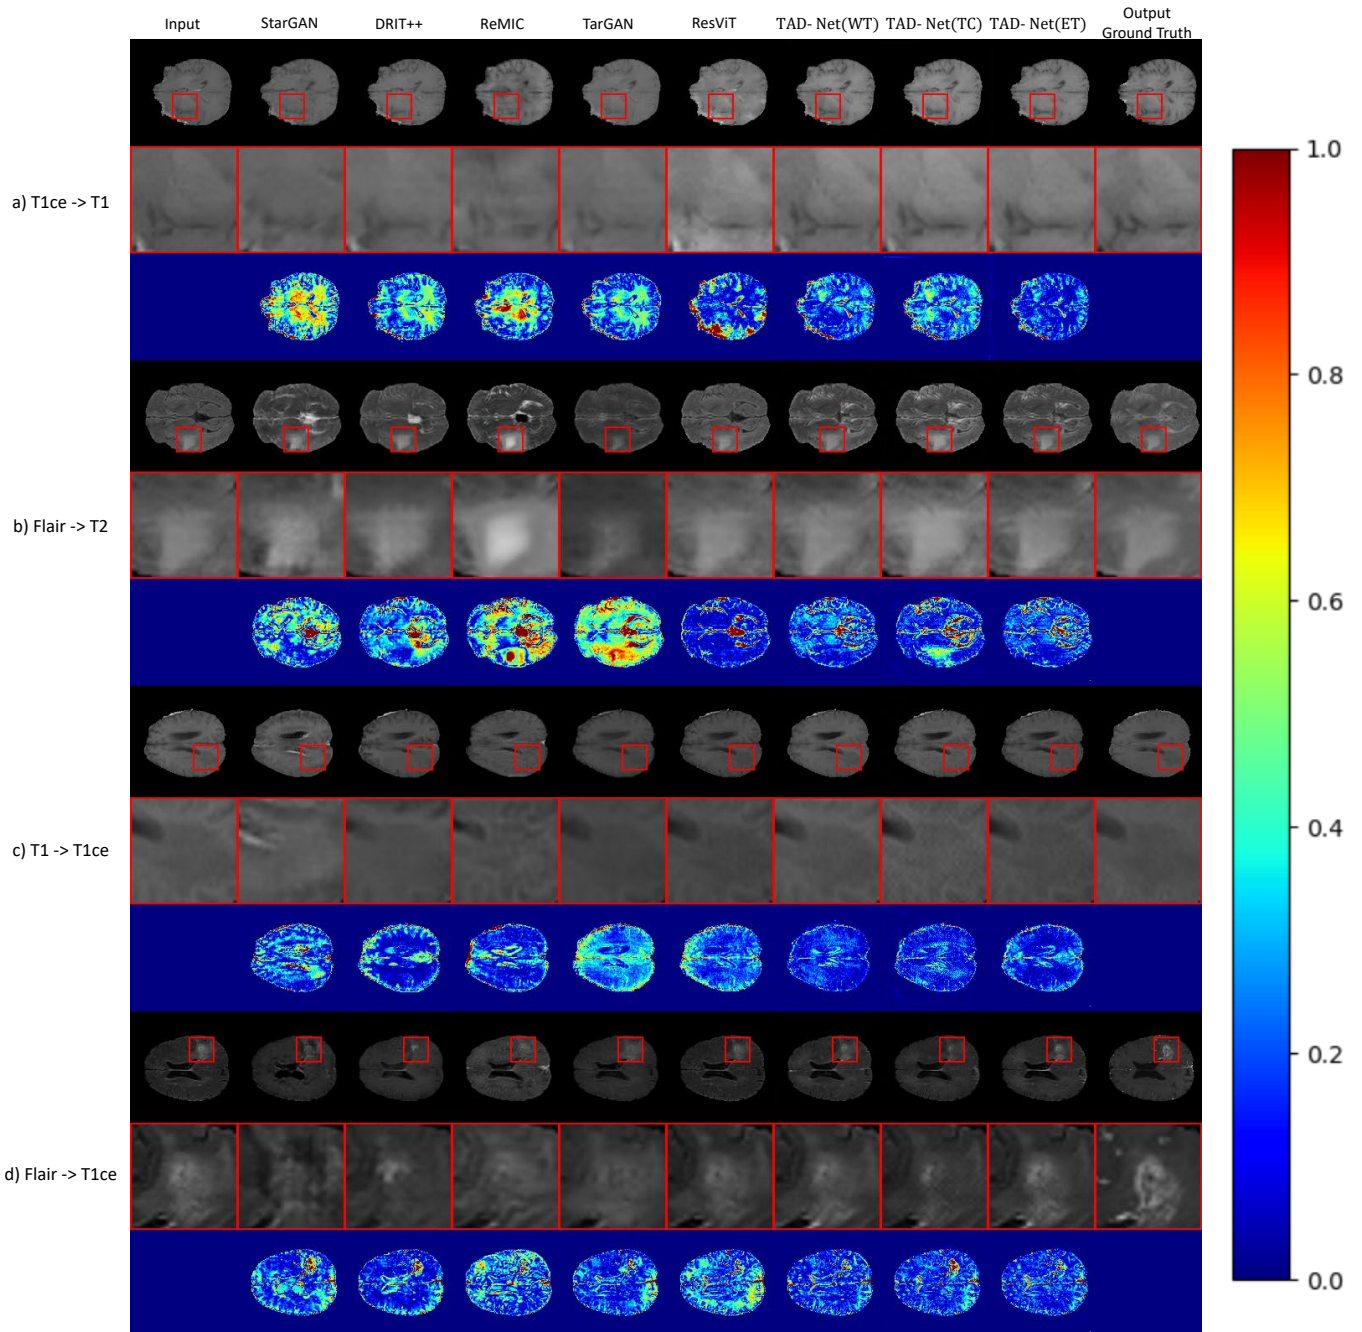 Input StarGAN DRIT++ ReMIC TarGAN ResViT TAD- Net(WT) TAD- Net(TC) TAD- Net(ET) Output
Ground Truth
a) T1ce -> T1
b) Flair -> T2
c) T1 -> T1ce
d) Flair -> T1ce
1.0
0.8
0.6
0.4
0.2
0.0